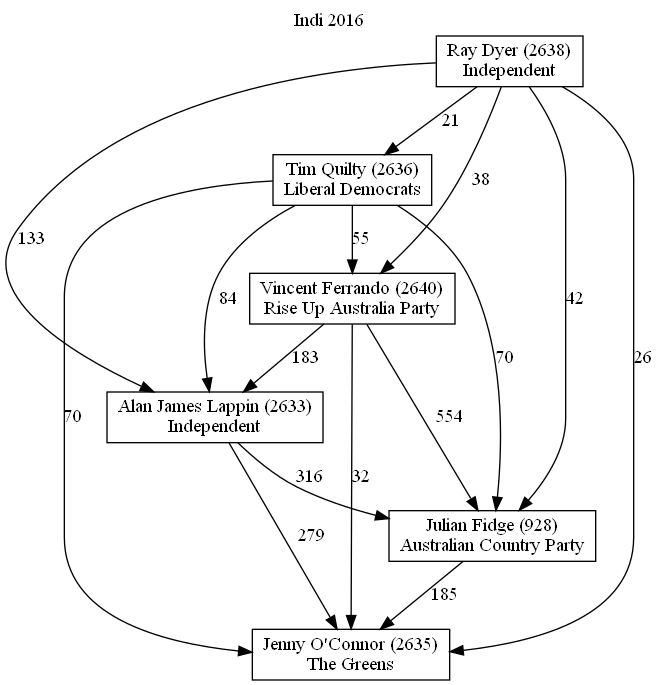 Indi 2016
Ray Dyer (2638)
Independent
21
38
Tim Quilty (2636)
Liberal Democrats
133
55
84
42
Vincent Ferrando (2640)
Rise Up Australia Party
183
70
26
Alan James Lappin (2633)
Independent
70
554
316
32
Julian Fidge (928)
Australian Country Party
279
185
Jenny O'Connor (2635)
The Greens